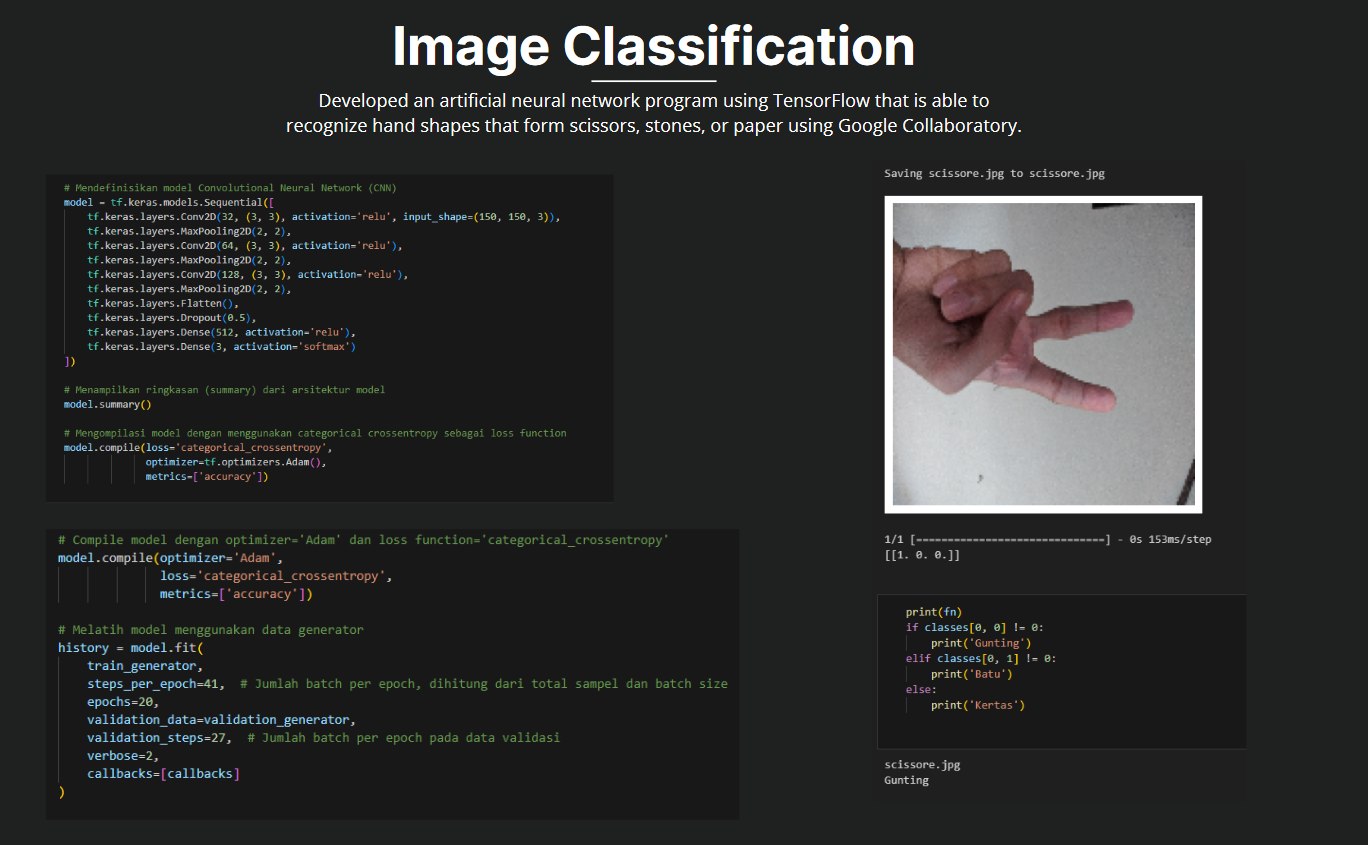 Image Classification
Developed an artificial neural network program using TensorFlow that is able to
recognize hand shapes that form scissors, stones, or paper using Google Collaboratory.
# Mendefinisikan model Convolutional Neural Network (CNN)
model = tf.keras.models.Sequential([
    tf.keras.layers.Conv2D(32, (3, 3), activation='relu', input_shape=(150, 150, 3)),
    tf.keras.layers.MaxPooling2D(2, 2),
    tf.keras.layers.Conv2D(64, (3, 3), activation='relu'),
    tf.keras.layers.MaxPooling2D(2, 2),
    tf.keras.layers.Conv2D(128, (3, 3), activation='relu'),
    tf.keras.layers.MaxPooling2D(2, 2),
    tf.keras.layers.Flatten(),
    tf.keras.layers.Dropout(0.5),
    tf.keras.layers.Dense(512, activation='relu'),
    tf.keras.layers.Dense(3, activation='softmax')
])
# Menampilkan ringkasan (summary) dari arsitektur model
model.summary()
# Mengompilasi model dengan menggunakan categorical crossentropy sebagai loss function
model.compile(loss='categorical_crossentropy',
              optimizer=tf.optimizers.Adam(),
              metrics=['accuracy'])
# Compile model dengan optimizer='Adam' dan loss function='categorical_crossentropy'
model.compile(optimizer='Adam',
              loss='categorical_crossentropy',
              metrics=['accuracy'])
# Melatih model menggunakan data generator
history = model.fit(
    train_generator,
    steps_per_epoch=41,  # Jumlah batch per epoch, dihitung dari total sampel dan batch size
    epochs=20,
    validation_data=validation_generator,
    validation_steps=27,  # Jumlah batch per epoch pada data validasi
    verbose=2,
    callbacks=[callbacks]
)
Saving scissore.jpg to scissore.jpg
1/1 [==============================] - 0s 153ms/step
[[1. 0. 0.]]
print(fn)
if classes[0, 0] != 0:
    print('Gunting')
elif classes[0, 1] != 0:
    print('Batu')
else:
    print('Kertas')
scissore.jpg
Gunting